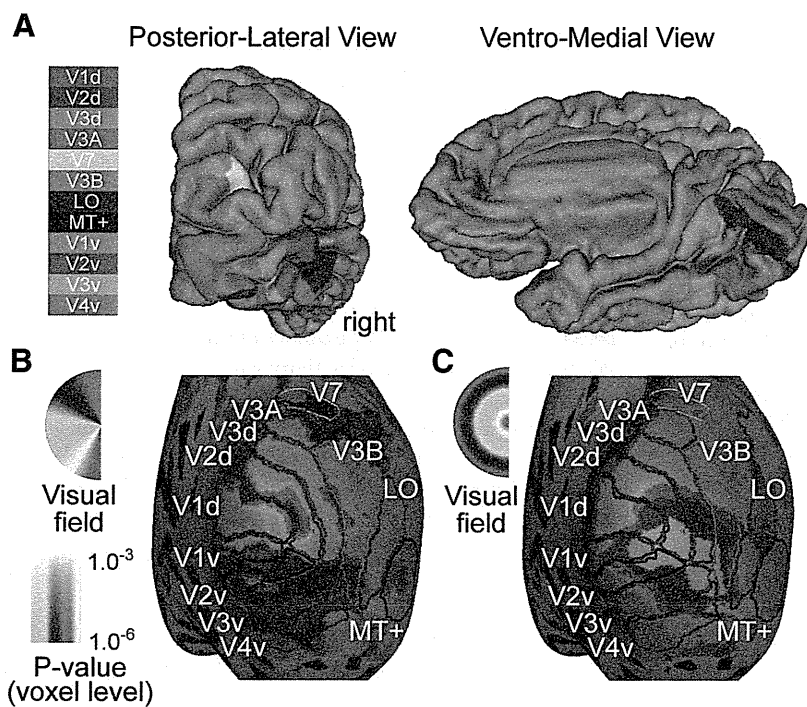 A
Posterior-Lateral View
Ventro-Medial View
V1d
V2d
V3d
V3A
V7
V3B
LO
MT+
V1v
V2v
V3v
V4v
right
B
Visual
field
1.0-3
1.0-6
P-value
(voxel level)
V7
V3A
V3d
V2d
V3B
V1d
LO
V1v
V2v
V3v
V4v
MT+
C
Visual
field
V7
V3A
V3d
V2d
V3B
V1d
LO
V1v
V2v
V3v
V4v
MT+